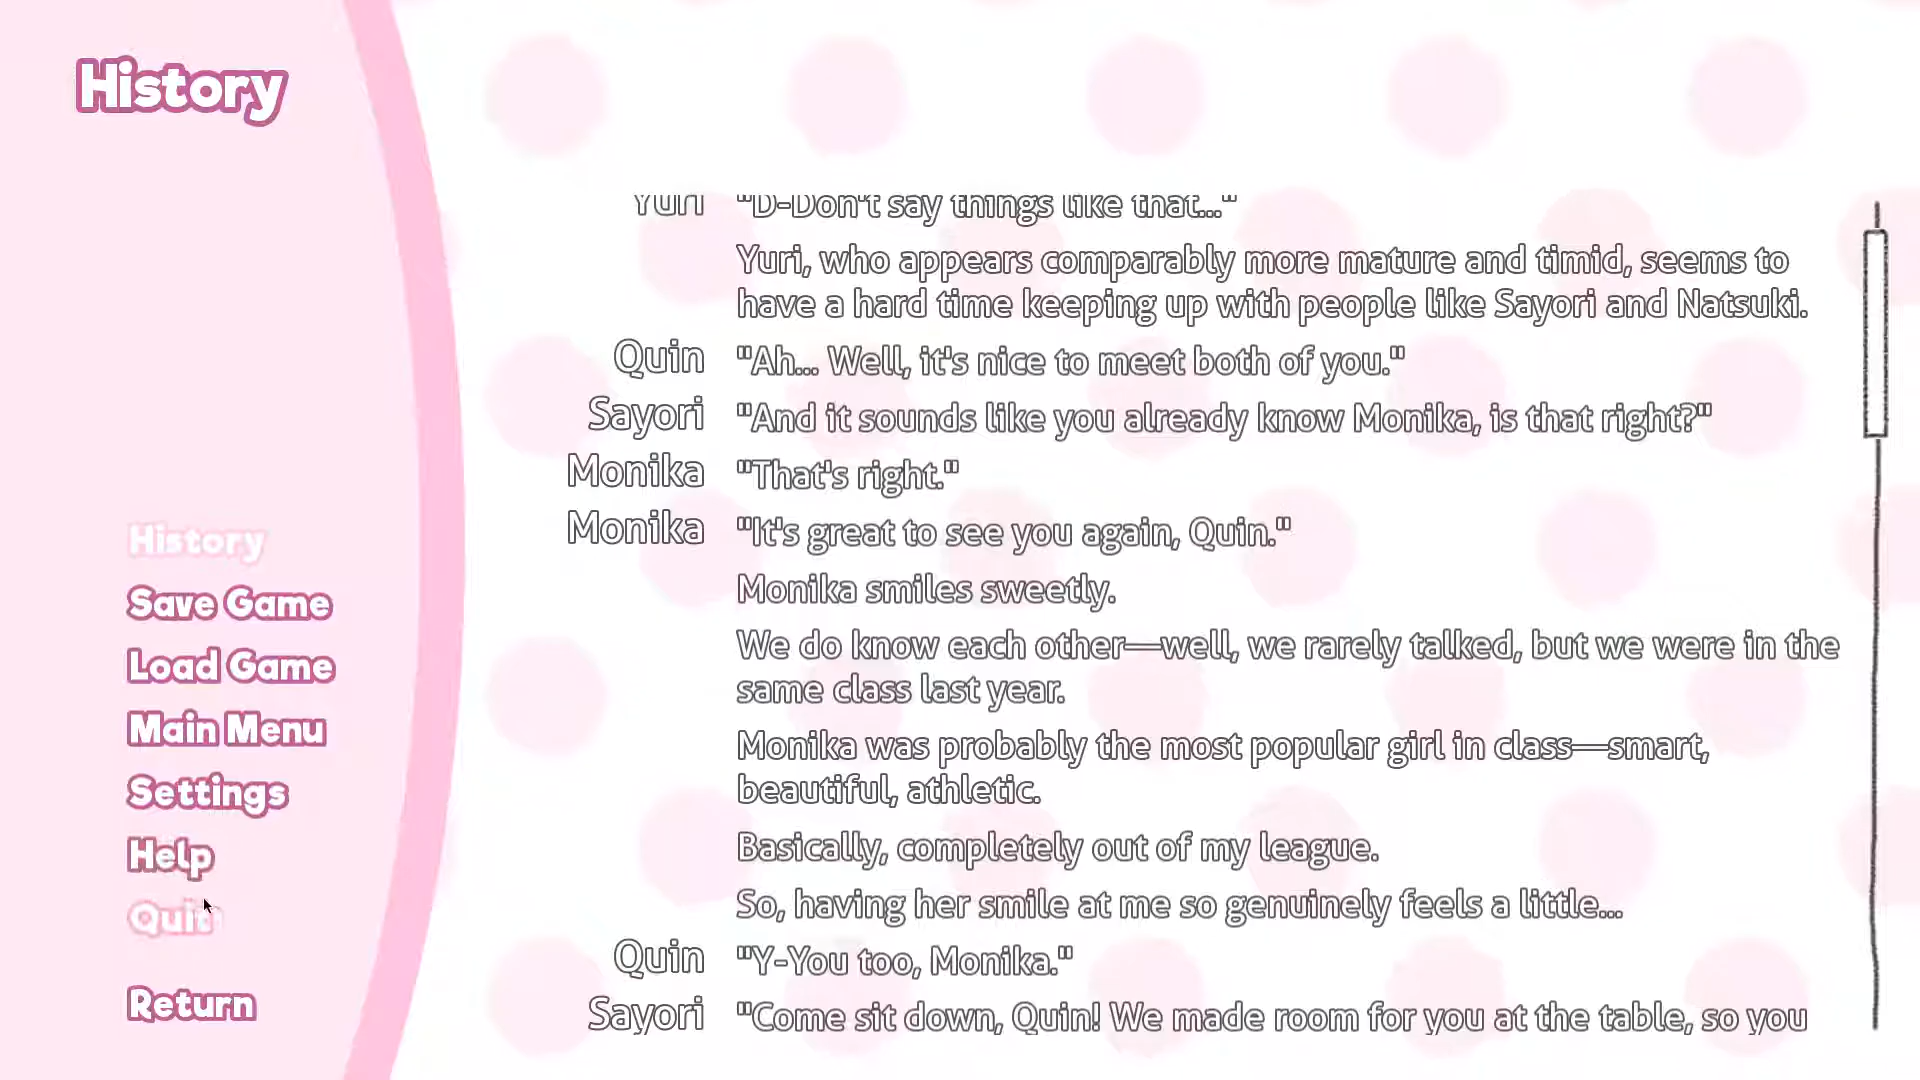 History
Yuri "D-Don't say things like that..."
Yuri, who appears comparably more mature and timid, seems to
have a hard time keeping up with people like Sayori and Natsuki.
Quin "Ah... Well, it's nice to meet both of you."
Sayori "And it sounds like you already know Monika, is that right?"
Monika "That's right."
Monika "It's great to see you again, Quin."
Monika smiles sweetly.
We do know each other—well, we rarely talked, but we were in the
same class last year.
Monika was probably the most popular girl in class—smart,
beautiful, athletic.
Basically, completely out of my league.
So, having her smile at me so genuinely feels a little...
Quin "Y-You too, Monika."
Sayori "Come sit down, Quin! We made room for you at the table, so you
History
Save Game
Load Game
Main Menu
Settings
Help
Quit
Return